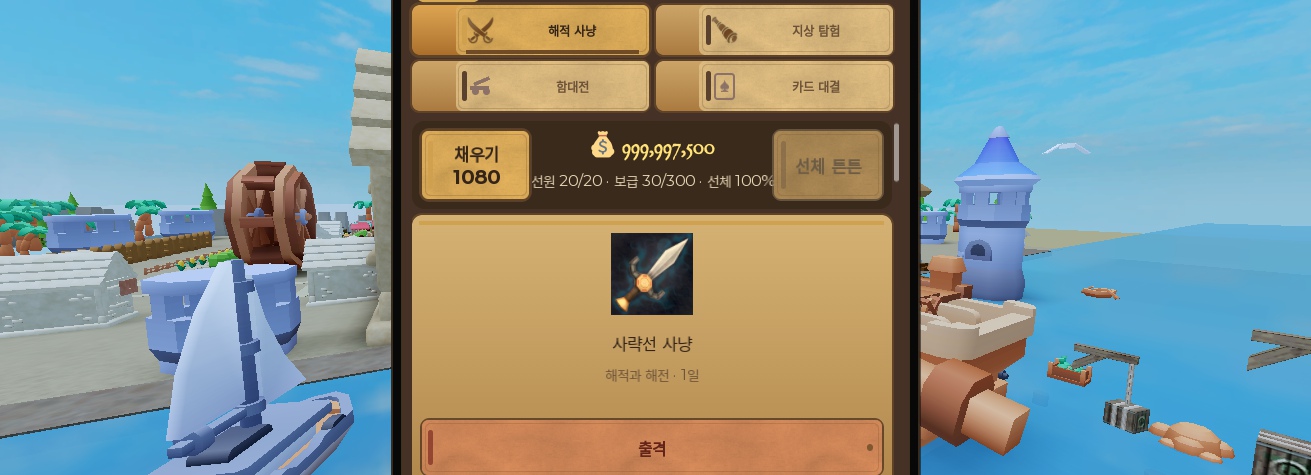 해적 사냥
지상 탐험
함대전
카드 대결
채우기
1080
999,997,500
선원 20/20 · 보급 30/300 · 선체 100%
선체 튼튼
사략선 사냥
해적과 해전 · 1일
출격